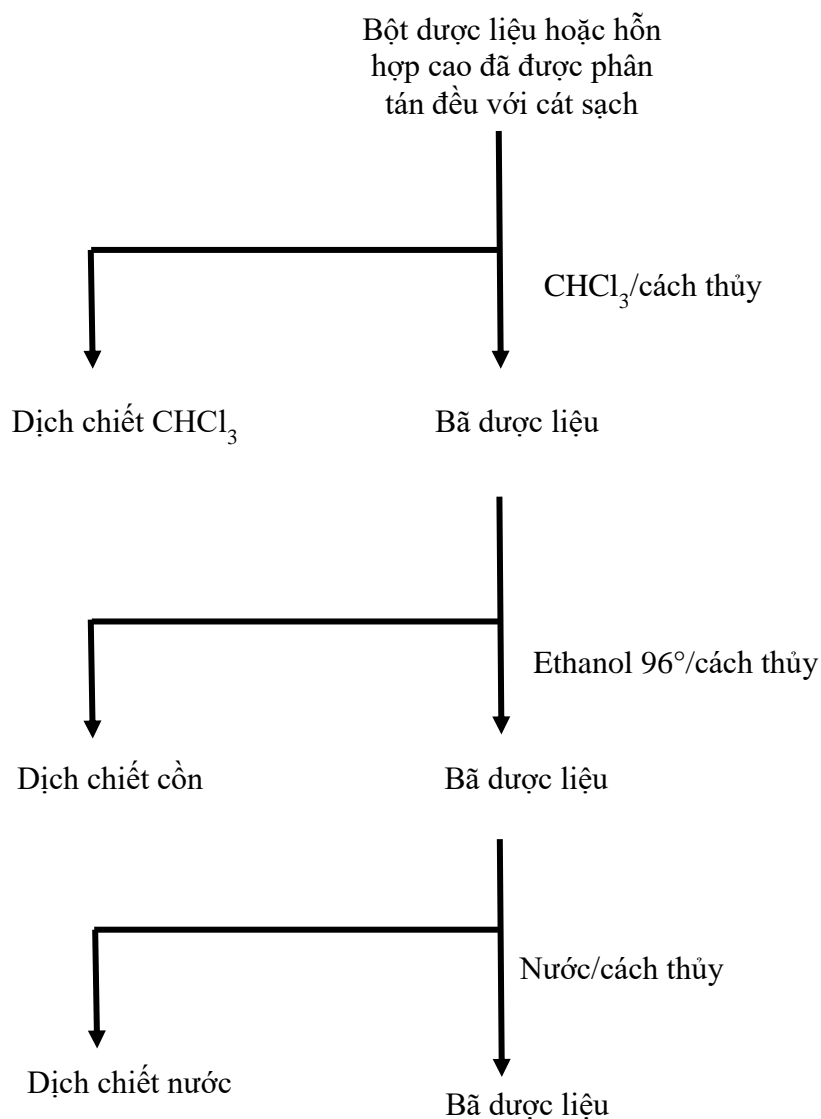 Bột dược liệu hoặc hỗn
hợp cao đã được phân
tán đều với cát sạch
CHCl₃/cách thủy
Dịch chiết CHCl₃
Bã dược liệu
Ethanol 96°/cách thủy
Dịch chiết cồn
Bã dược liệu
Nước/cách thủy
Dịch chiết nước
Bã dược liệu